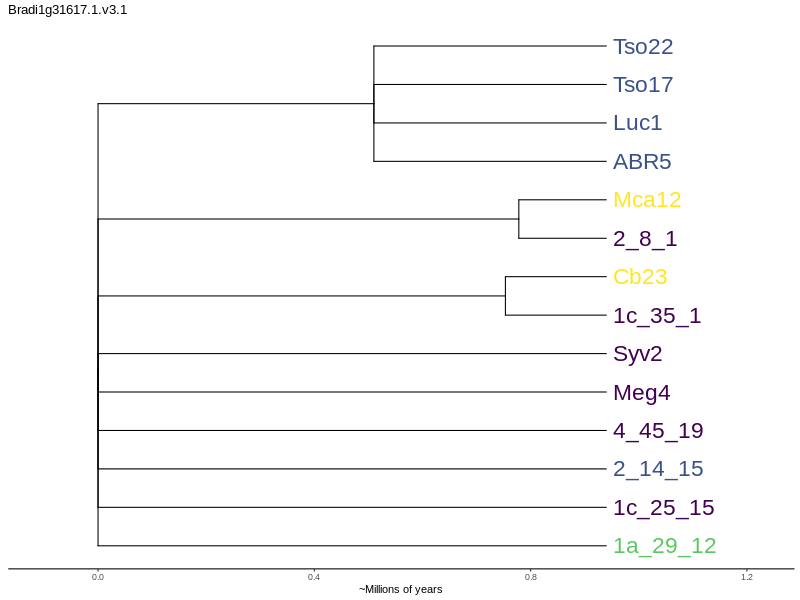 Bradi1g31617.1.v3.1
Tso22
Tso17
Luc1
ABR5
Mca12
2_8_1
Cb23
1c_35_1
Syv2
Meg4
4_45_19
2_14_15
1c_25_15
1a_29_12
0.0 0.4 0.8 1.2
~Millions of years